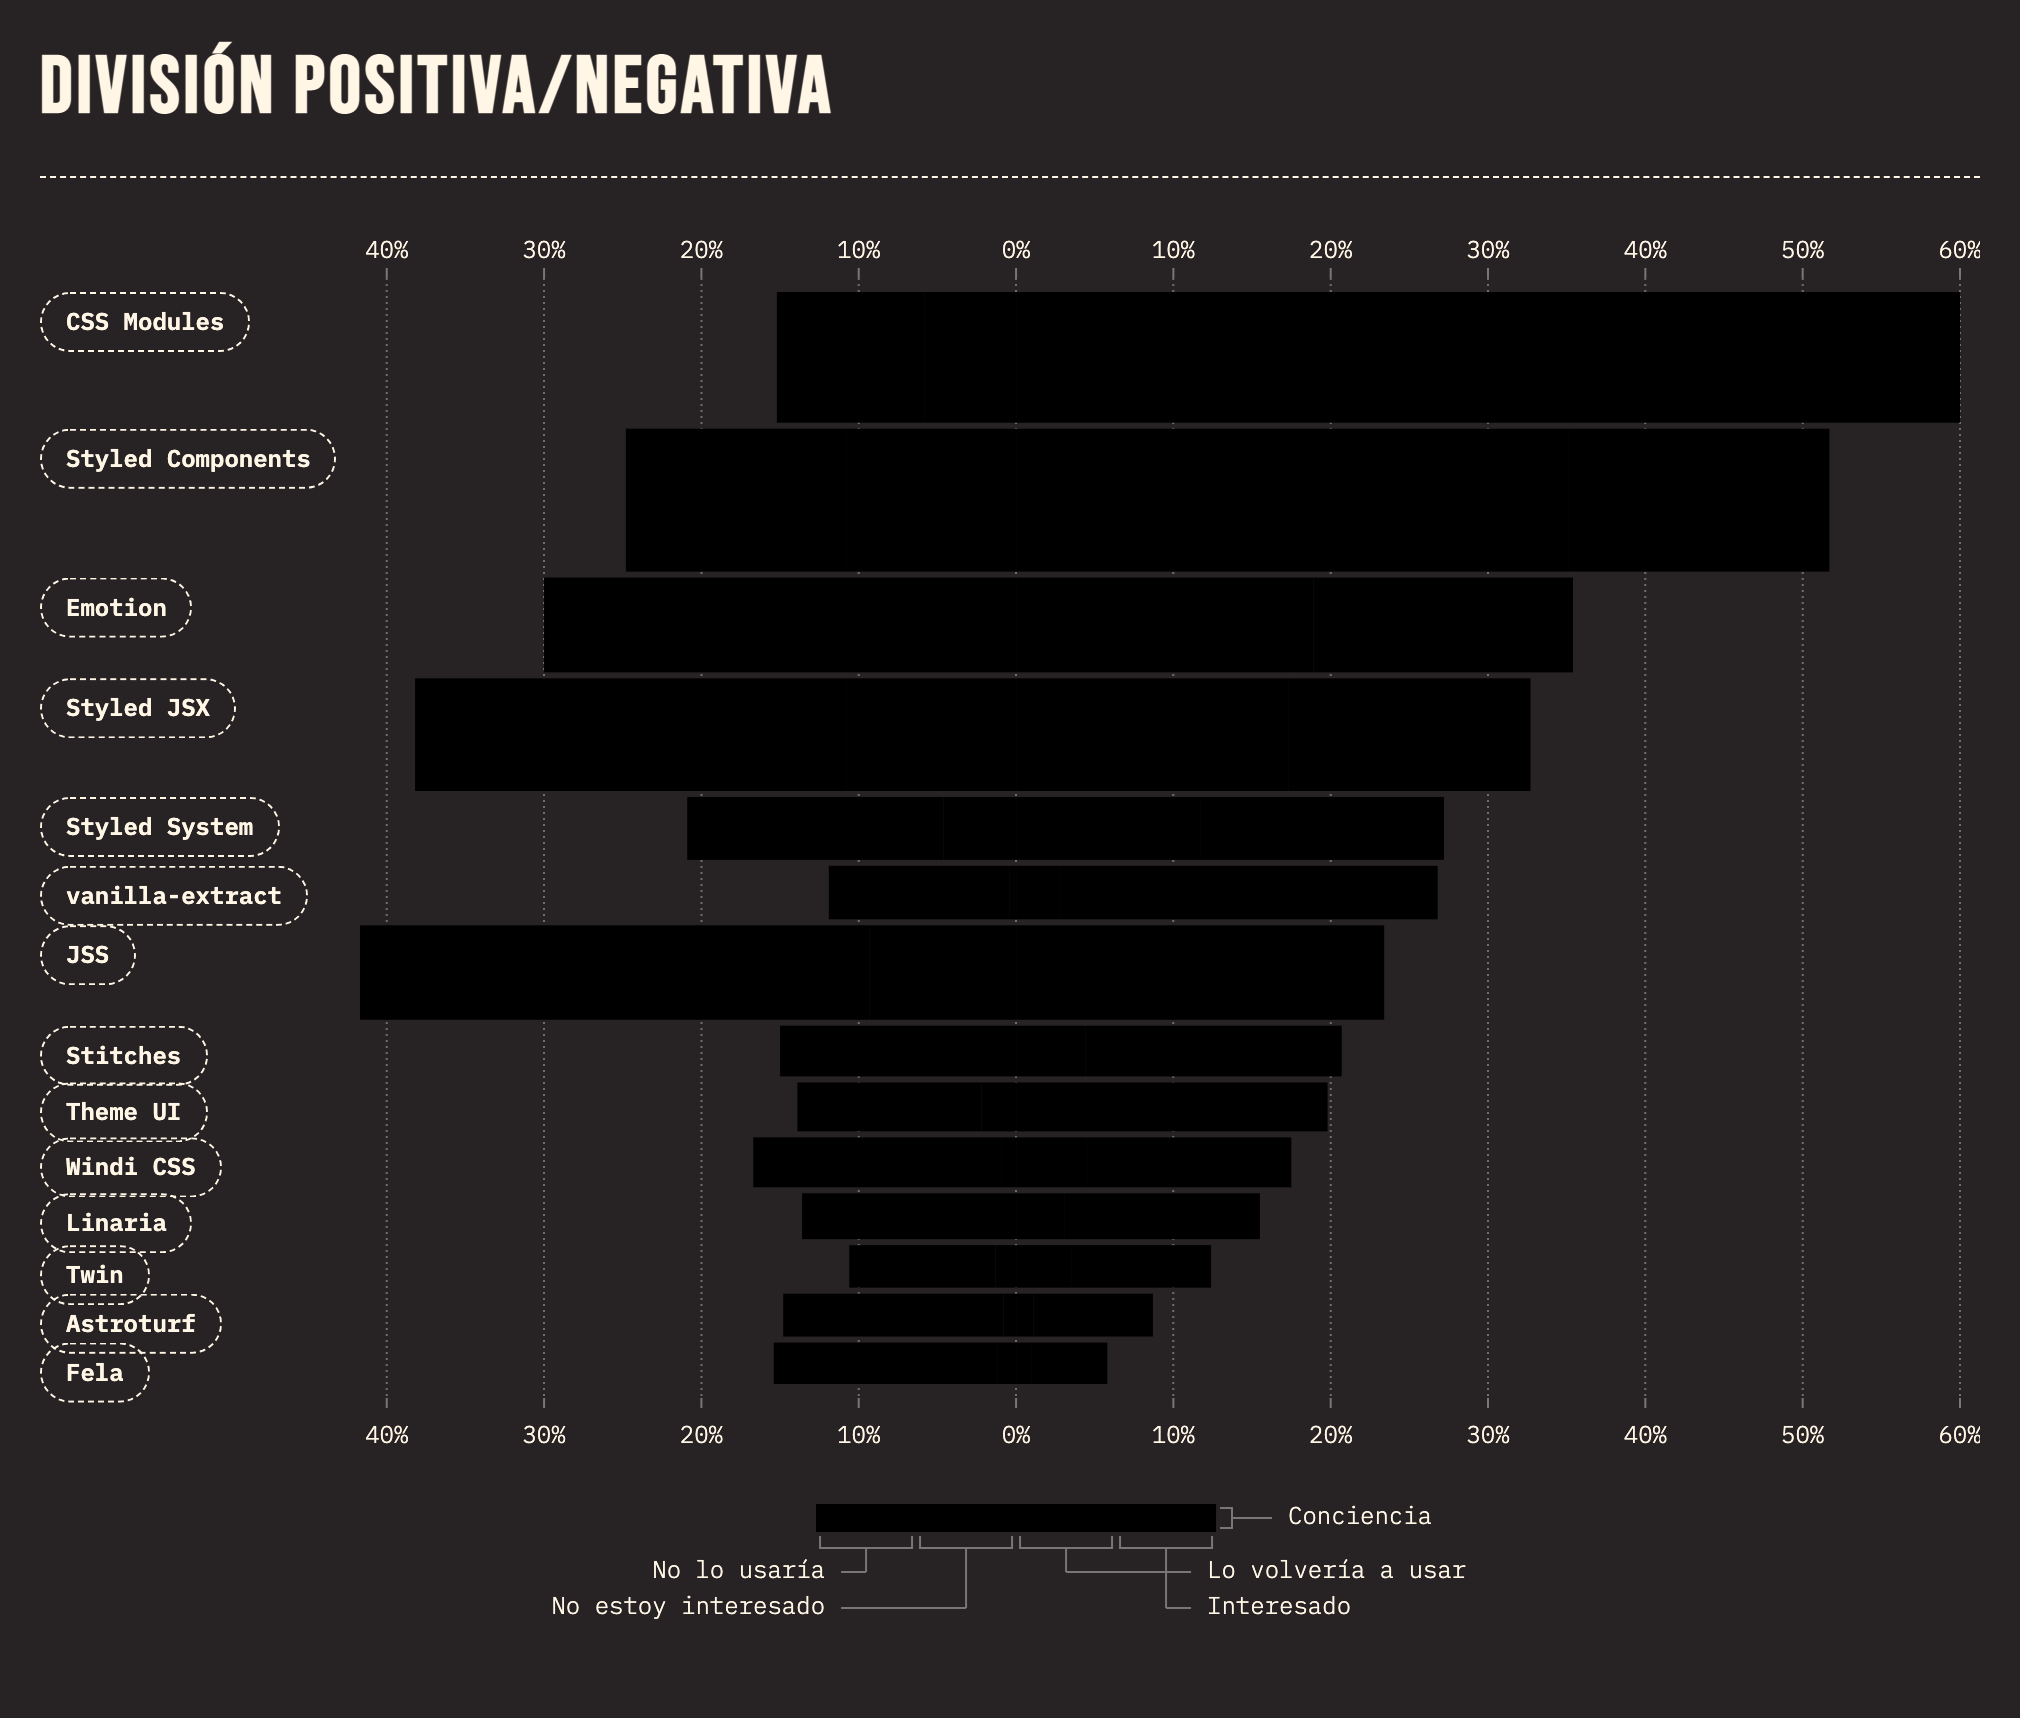 DIVISIÓN POSITIVA/NEGATIVA
40% 30% 20% 10% 0% 10% 20% 30% 40% 50% 60%
CSS Modules
Styled Components
Emotion
Styled JSX
Styled System
vanilla-extract
JSS
Stitches
Theme UI
Windi CSS
Linaria
Twin
Astroturf
Fela
40% 30% 20% 10% 0% 10% 20% 30% 40% 50% 60%
Conciencia
No lo usaría Lo volvería a usar
No estoy interesado Interesado